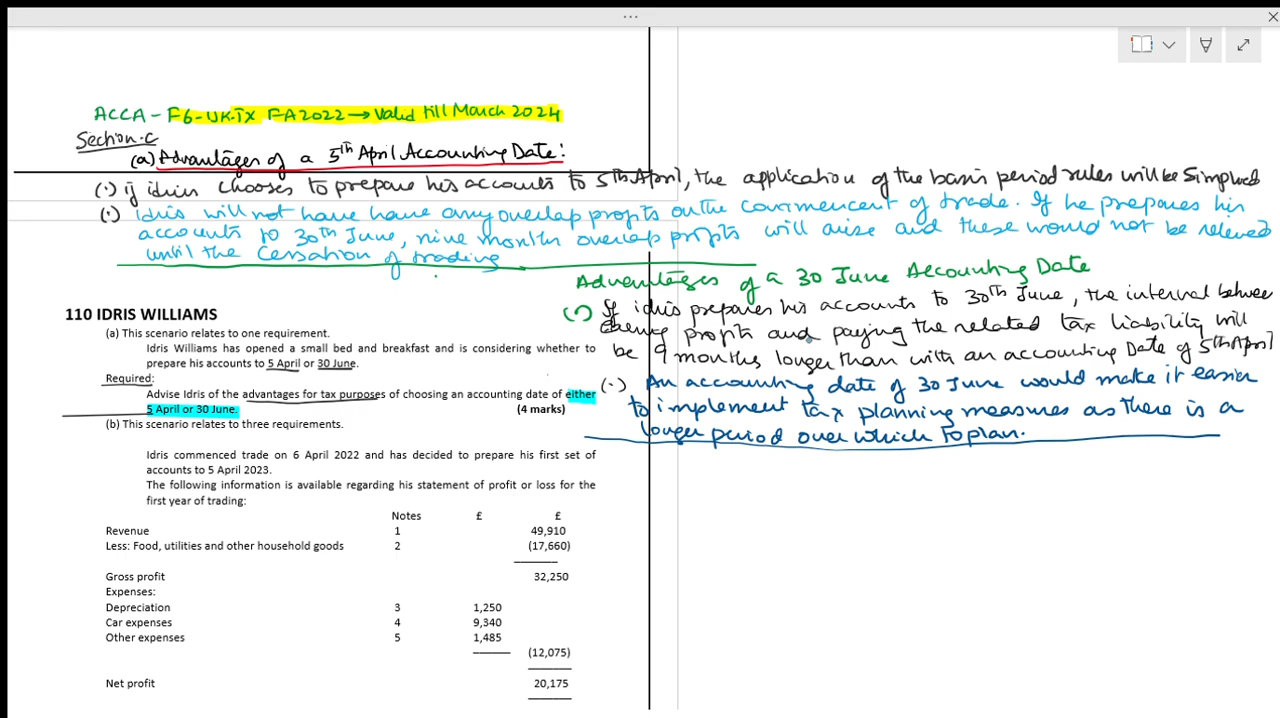 ACCA - F6-UK-TX FA2022 → Valid till March 2024
Section-C
(a) Advantages of a 5th April Accounting Date:
(·) if idris chooses to prepare his accounts to 5th April, the application of the basis period rules will be Simplified
(·) Idris will not have have any overlap profits on the commencent of trade. If he prepares his
accounts to 30th June, nine month overlap profits will arise and these would not be relieved
until the cessation of trading
Advantages of a 30 June Accounting Date
(·) If idris prepares his accounts to 30th June, the interval between
earning profits and paying the related tax liability will
be 9 months longer than with an accounting Date of 5th April
(·) An accounting date of 30 June would make it easier
to implement tax planning measures as there is a
longer period over which to plan.
110 IDRIS WILLIAMS
(a) This scenario relates to one requirement.
Idris Williams has opened a small bed and breakfast and is considering whether to
prepare his accounts to 5 April or 30 June.
Required:
Advise Idris of the advantages for tax purposes of choosing an accounting date of either
5 April or 30 June. (4 marks)
(b) This scenario relates to three requirements.
Idris commenced trade on 6 April 2022 and has decided to prepare his first set of
accounts to 5 April 2023.
The following information is available regarding his statement of profit or loss for the
first year of trading:
Notes £ £
Revenue 1 49,910
Less: Food, utilities and other household goods 2 (17,660)
Gross profit 32,250
Expenses:
Depreciation 3 1,250
Car expenses 4 9,340
Other expenses 5 1,485
(12,075)
Net profit 20,175